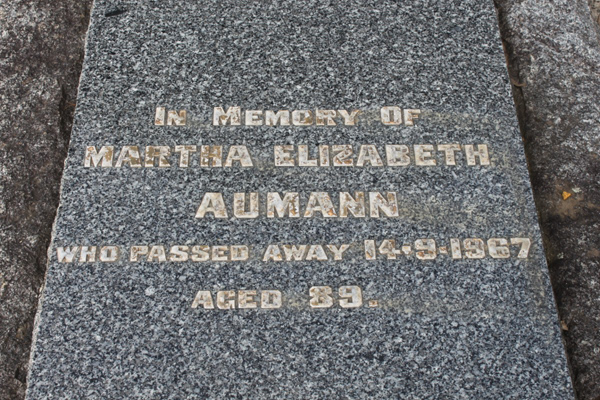 IN MEMORY OF
MARTHA ELIZABETH
AUMANN
WHO PASSED AWAY 14-9-1967
AGED 89.